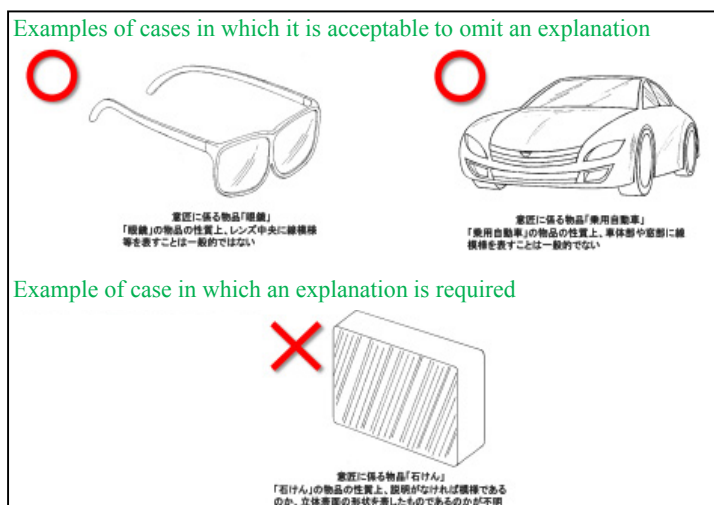 Examples of cases in which it is acceptable to omit an explanation
意匠に係る物品「眼鏡」
「眼鏡」の物品の性質上、レンズ中央に線模様
等を表すことは一般的ではない
意匠に係る物品「乗用自動車」
「乗用自動車」の物品の性質上、車体部や窓部に線
模様を表すことは一般的でない
Example of case in which an explanation is required
意匠に係る物品「石けん」
「石けん」の物品の性質上、説明がなければ模様である
のか、立体表面の形状を表したものであるのかが不明